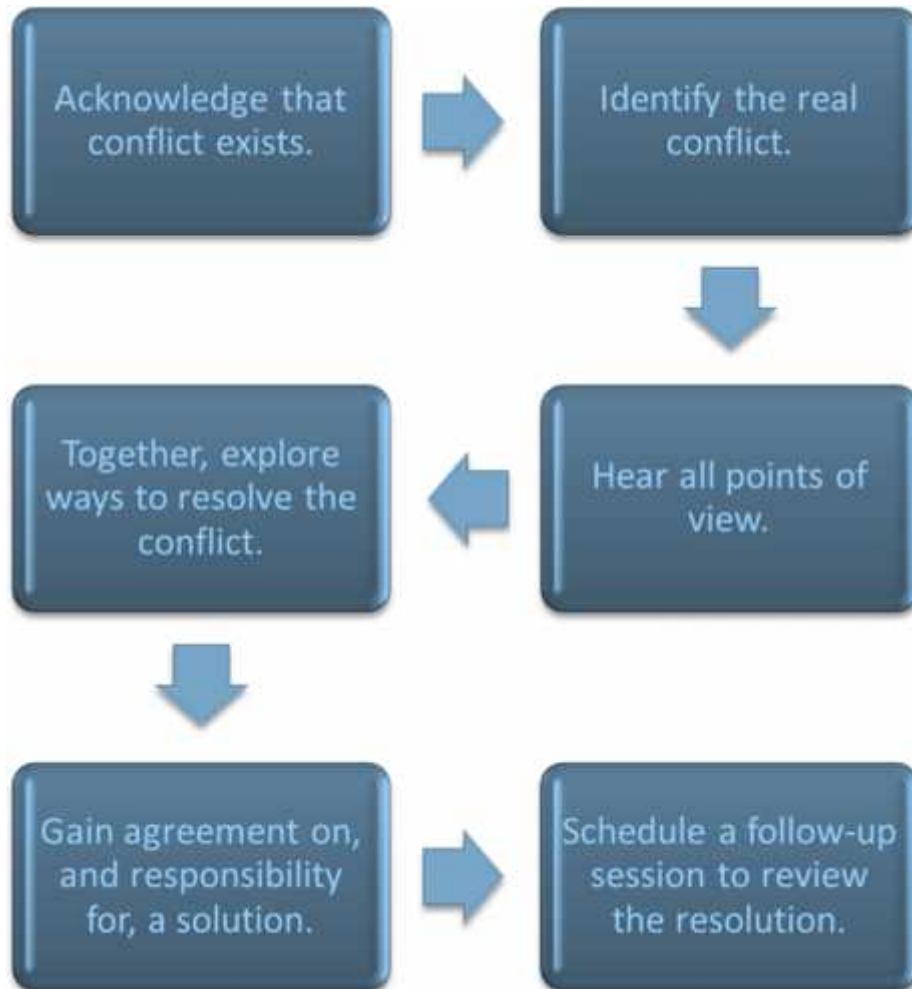 Acknowledge that
conflict exists.
Identify the real
conflict.
Hear all points of
view.
Together, explore
ways to resolve the
conflict.
Gain agreement on,
and responsibility
for, a solution.
Schedule a follow-up
session to review
the resolution.